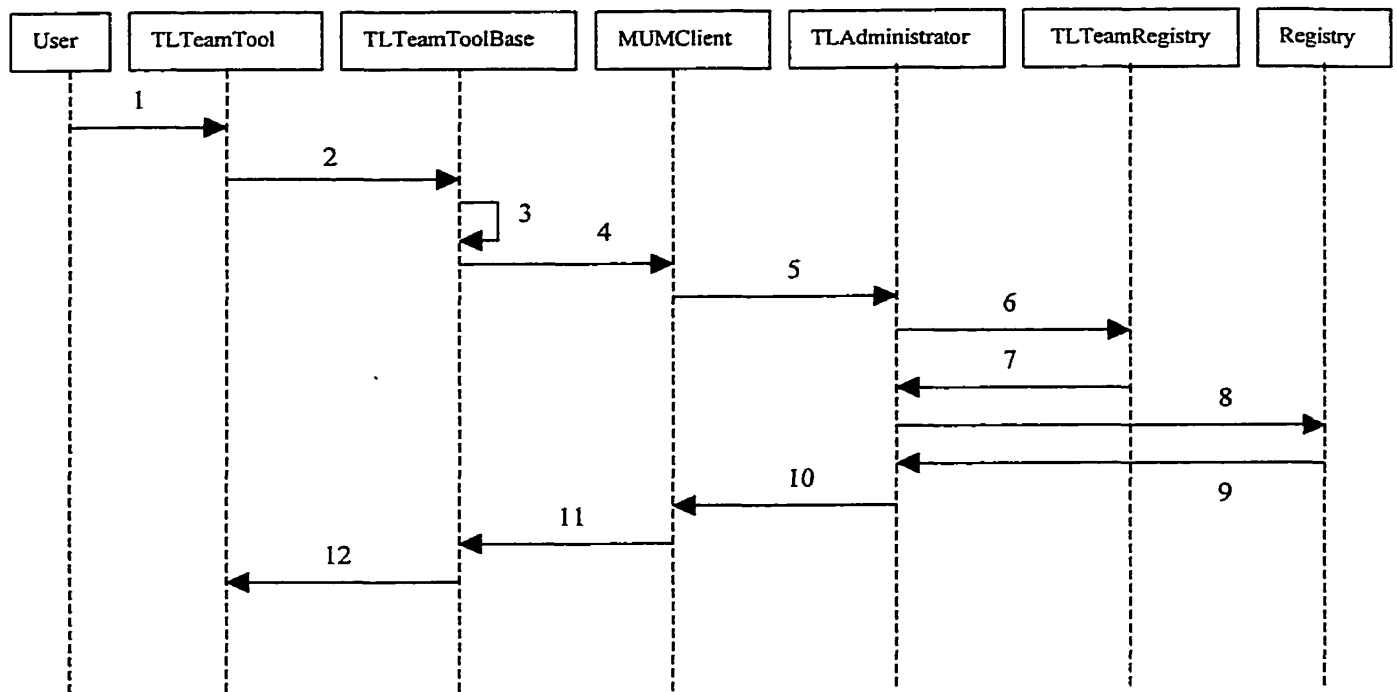 User
TLTeamTool
TLTeamToolBase
MUMClient
TLAdministrator
TLTeamRegistry
Registry
1
2
3
4
5
6
7
8
9
10
11
12